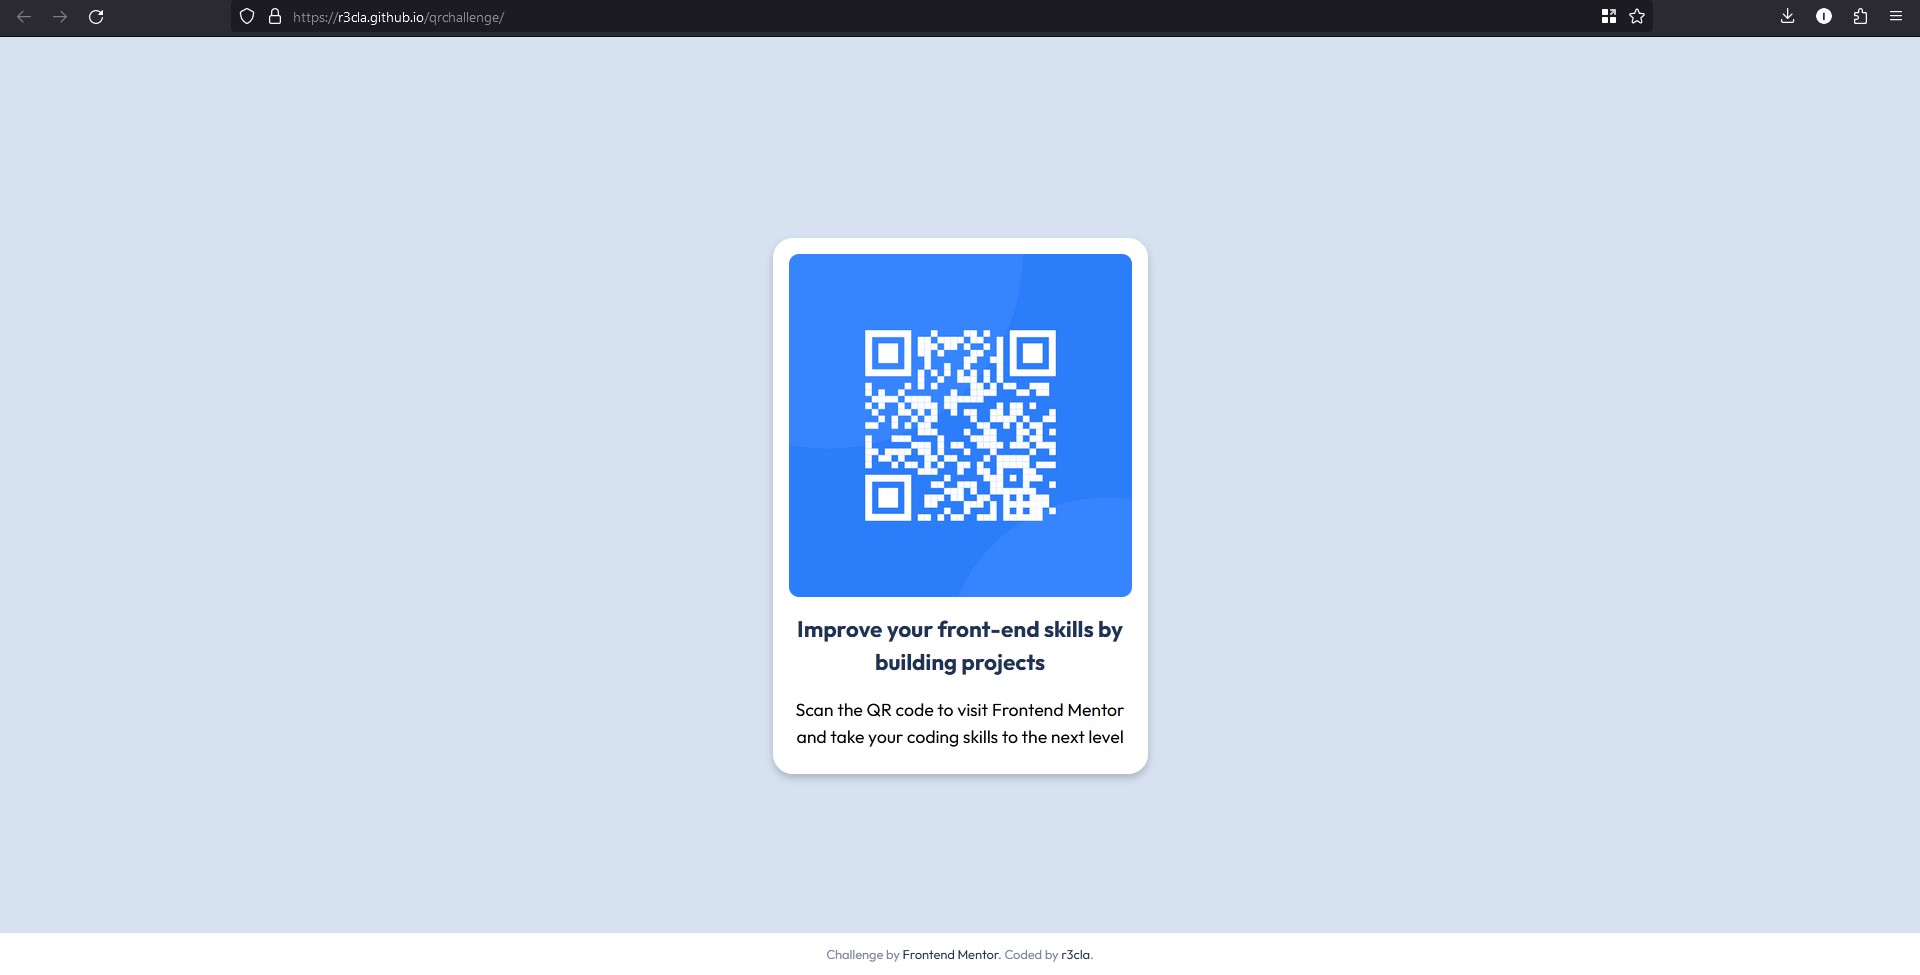 https://r3cla.github.io/qrchallenge/
Improve your front-end skills by
building projects
Scan the QR code to visit Frontend Mentor
and take your coding skills to the next level
Challenge by Frontend Mentor. Coded by r3cla.